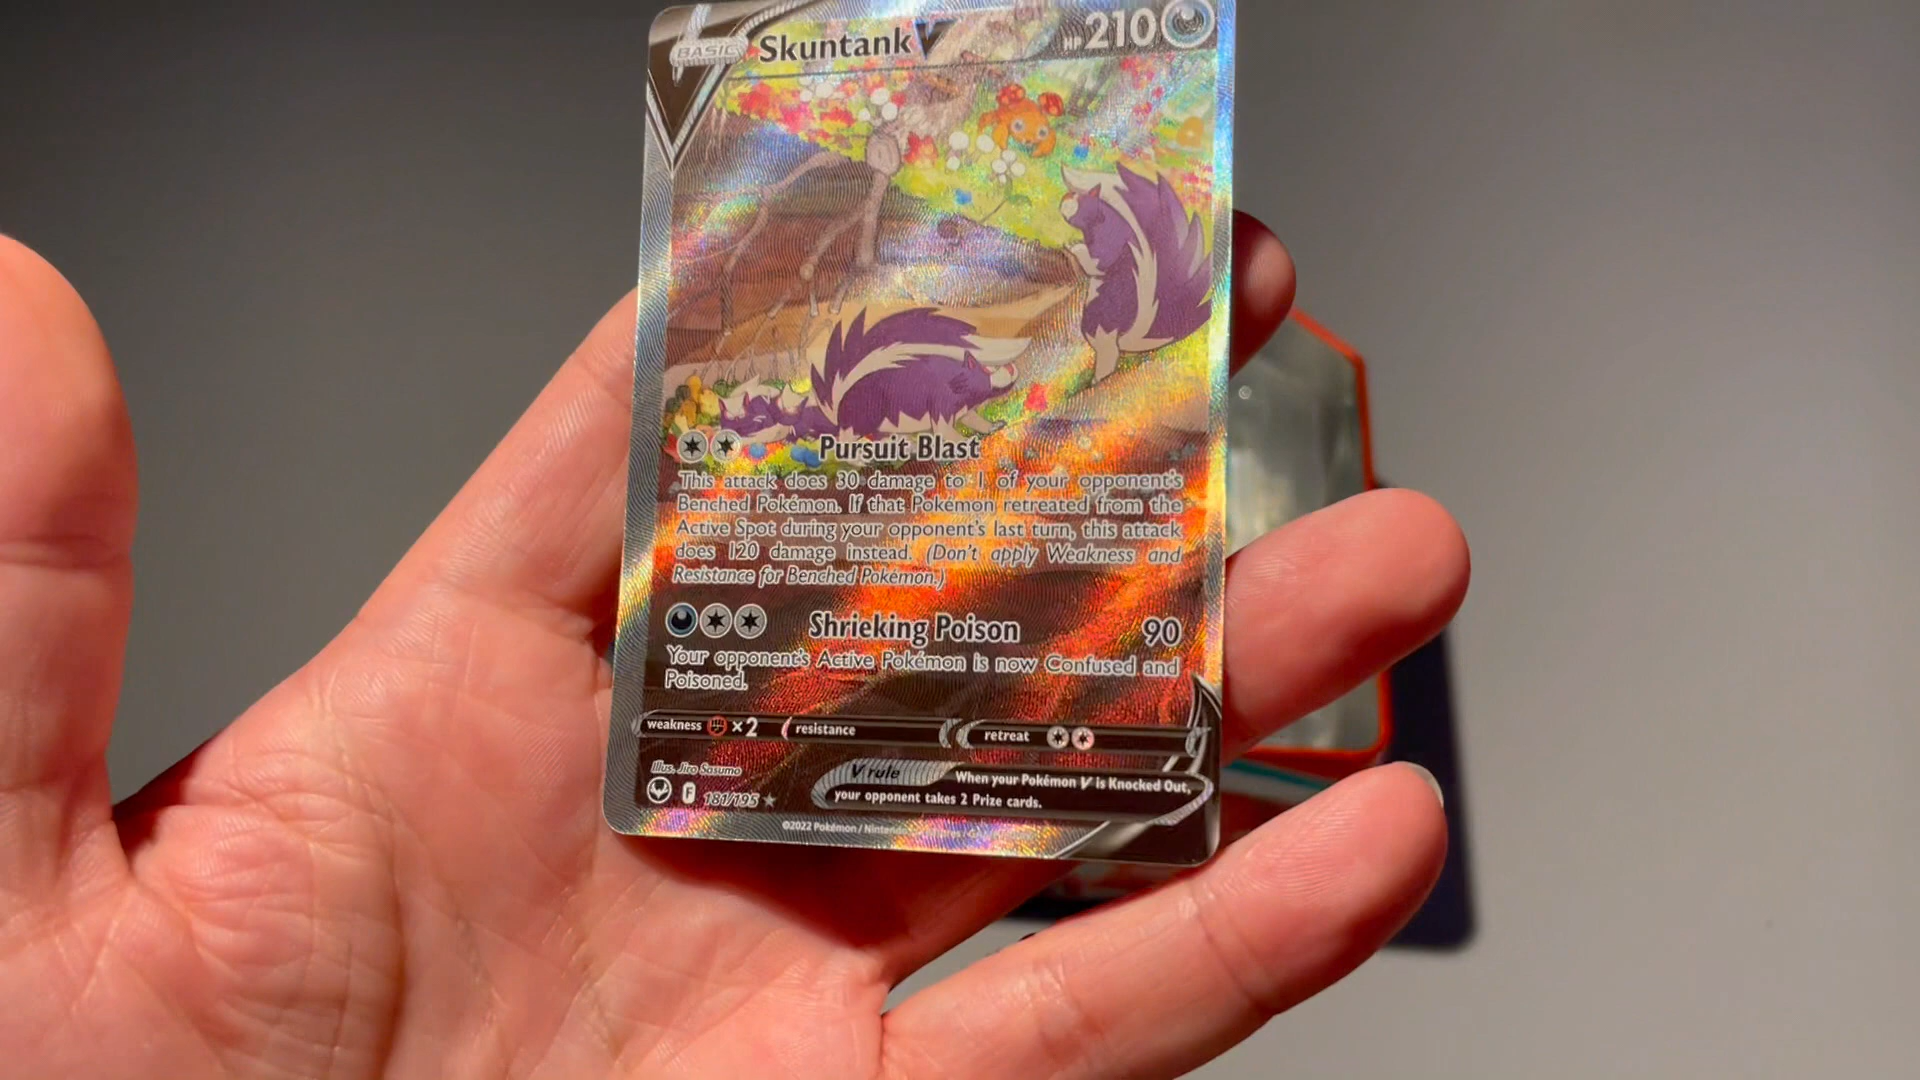 BASIC Skuntank V HP 210
Pursuit Blast
This attack does 30 damage to 1 of your opponent's
Benched Pokémon. If that Pokémon retreated from the
Active Spot during your opponent's last turn, this attack
does 120 damage instead. (Don't apply Weakness and
Resistance for Benched Pokémon.)
Shrieking Poison 90
Your opponent's Active Pokémon is now Confused and
Poisoned.
weakness ×2 resistance retreat
Illus. Jiro Sasumo
V rule When your Pokémon V is Knocked Out,
your opponent takes 2 Prize cards.
F 181/195
©2022 Pokémon / Nintendo